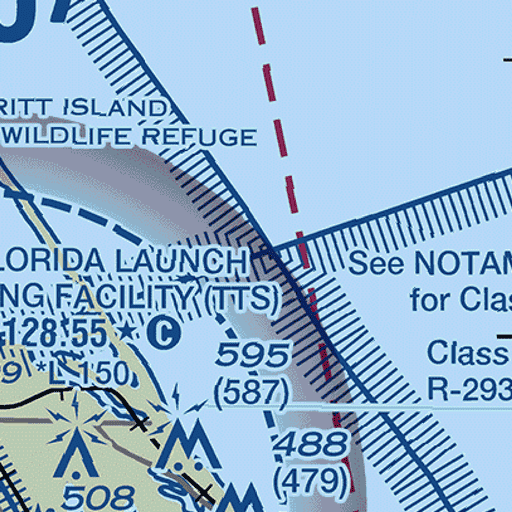 RITT ISLAND
WILDLIFE REFUGE
LORIDA LAUNCH
NG FACILITY (TTS)
128.55 * C
9 *L 150
See NOTAM
for Clas
Class
R-293
595
(587)
488
(479)
508